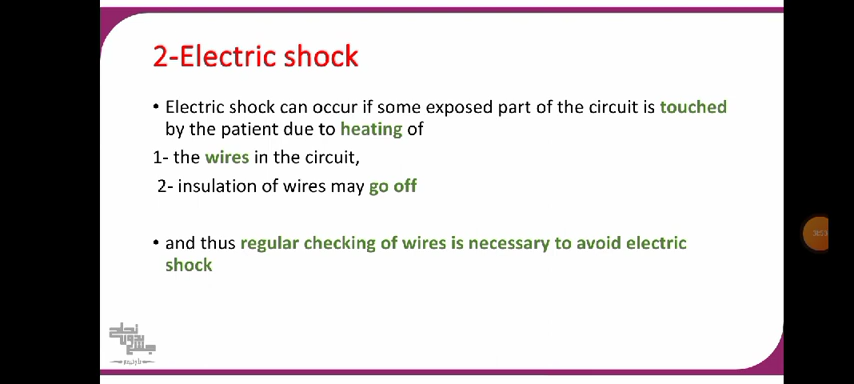 2-Electric shock
• Electric shock can occur if some exposed part of the circuit is touched
by the patient due to heating of
1- the wires in the circuit,
2- insulation of wires may go off
• and thus regular checking of wires is necessary to avoid electric
shock